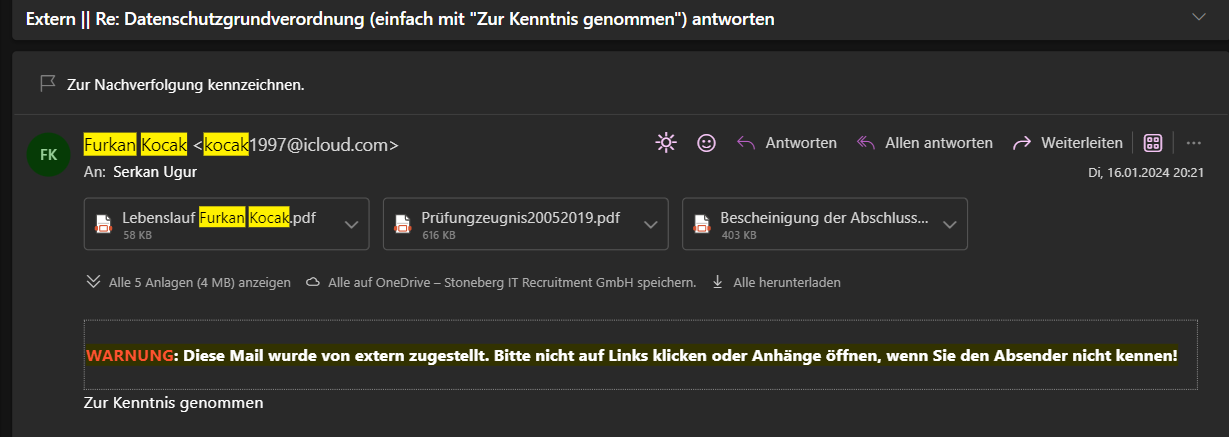 Extern || Re: Datenschutzgrundverordnung (einfach mit "Zur Kenntnis genommen") antworten
Zur Nachverfolgung kennzeichnen.
FK
Furkan Kocak <kocak1997@icloud.com>
Antworten
Allen antworten
Weiterleiten
An: Serkan Ugur
Di, 16.01.2024 20:21
Lebenslauf Furkan Kocak.pdf
58 KB
Prüfungzeugnis20052019.pdf
616 KB
Bescheinigung der Abschluss...
403 KB
Alle 5 Anlagen (4 MB) anzeigen
Alle auf OneDrive – Stoneberg IT Recruitment GmbH speichern.
Alle herunterladen
WARNUNG: Diese Mail wurde von extern zugestellt. Bitte nicht auf Links klicken oder Anhänge öffnen, wenn Sie den Absender nicht kennen!
Zur Kenntnis genommen